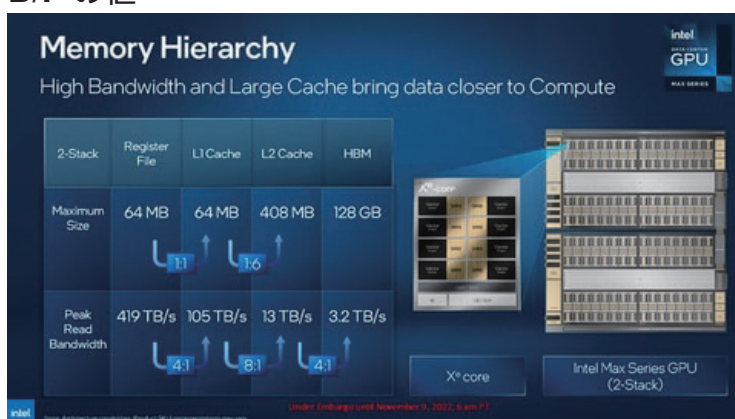 Memory Hierarchy
High Bandwidth and Large Cache bring data closer to Compute
intel
DATA CENTER
GPU
MAX SERIES
2-Stack Register File L1 Cache L2 Cache HBM
Maximum Size 64 MB 64 MB 408 MB 128 GB
1:1 1:6
Peak Read Bandwidth 419 TB/s 105 TB/s 13 TB/s 3.2 TB/s
4:1 8:1 4:1
Xᵉ-core
Xᵉ core
Intel Max Series GPU
(2-Stack)
intel
Under Embargo until November 9, 2022, 6 am PT